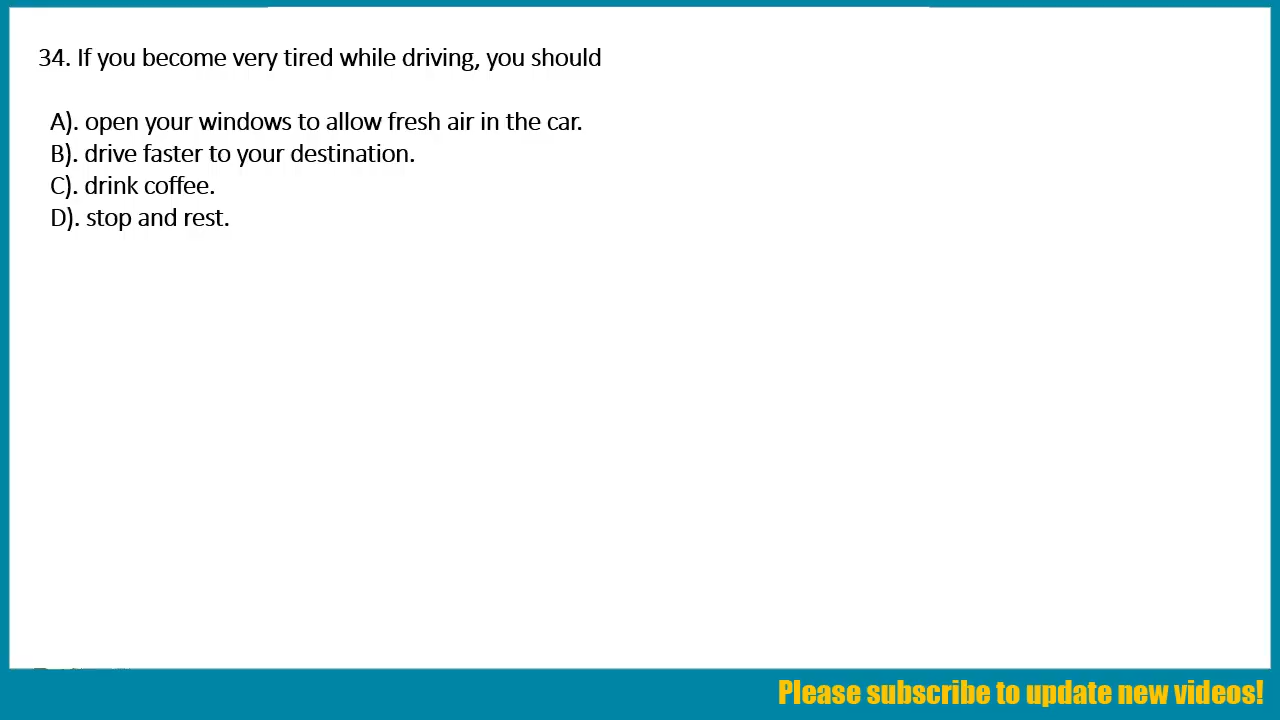 34. If you become very tired while driving, you should
A). open your windows to allow fresh air in the car.
B). drive faster to your destination.
C). drink coffee.
D). stop and rest.
Please subscribe to update new videos!